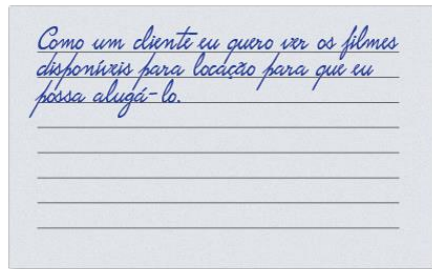 Como um cliente eu quero ver os filmes
disponíveis para locação para que eu
possa alugá-lo.